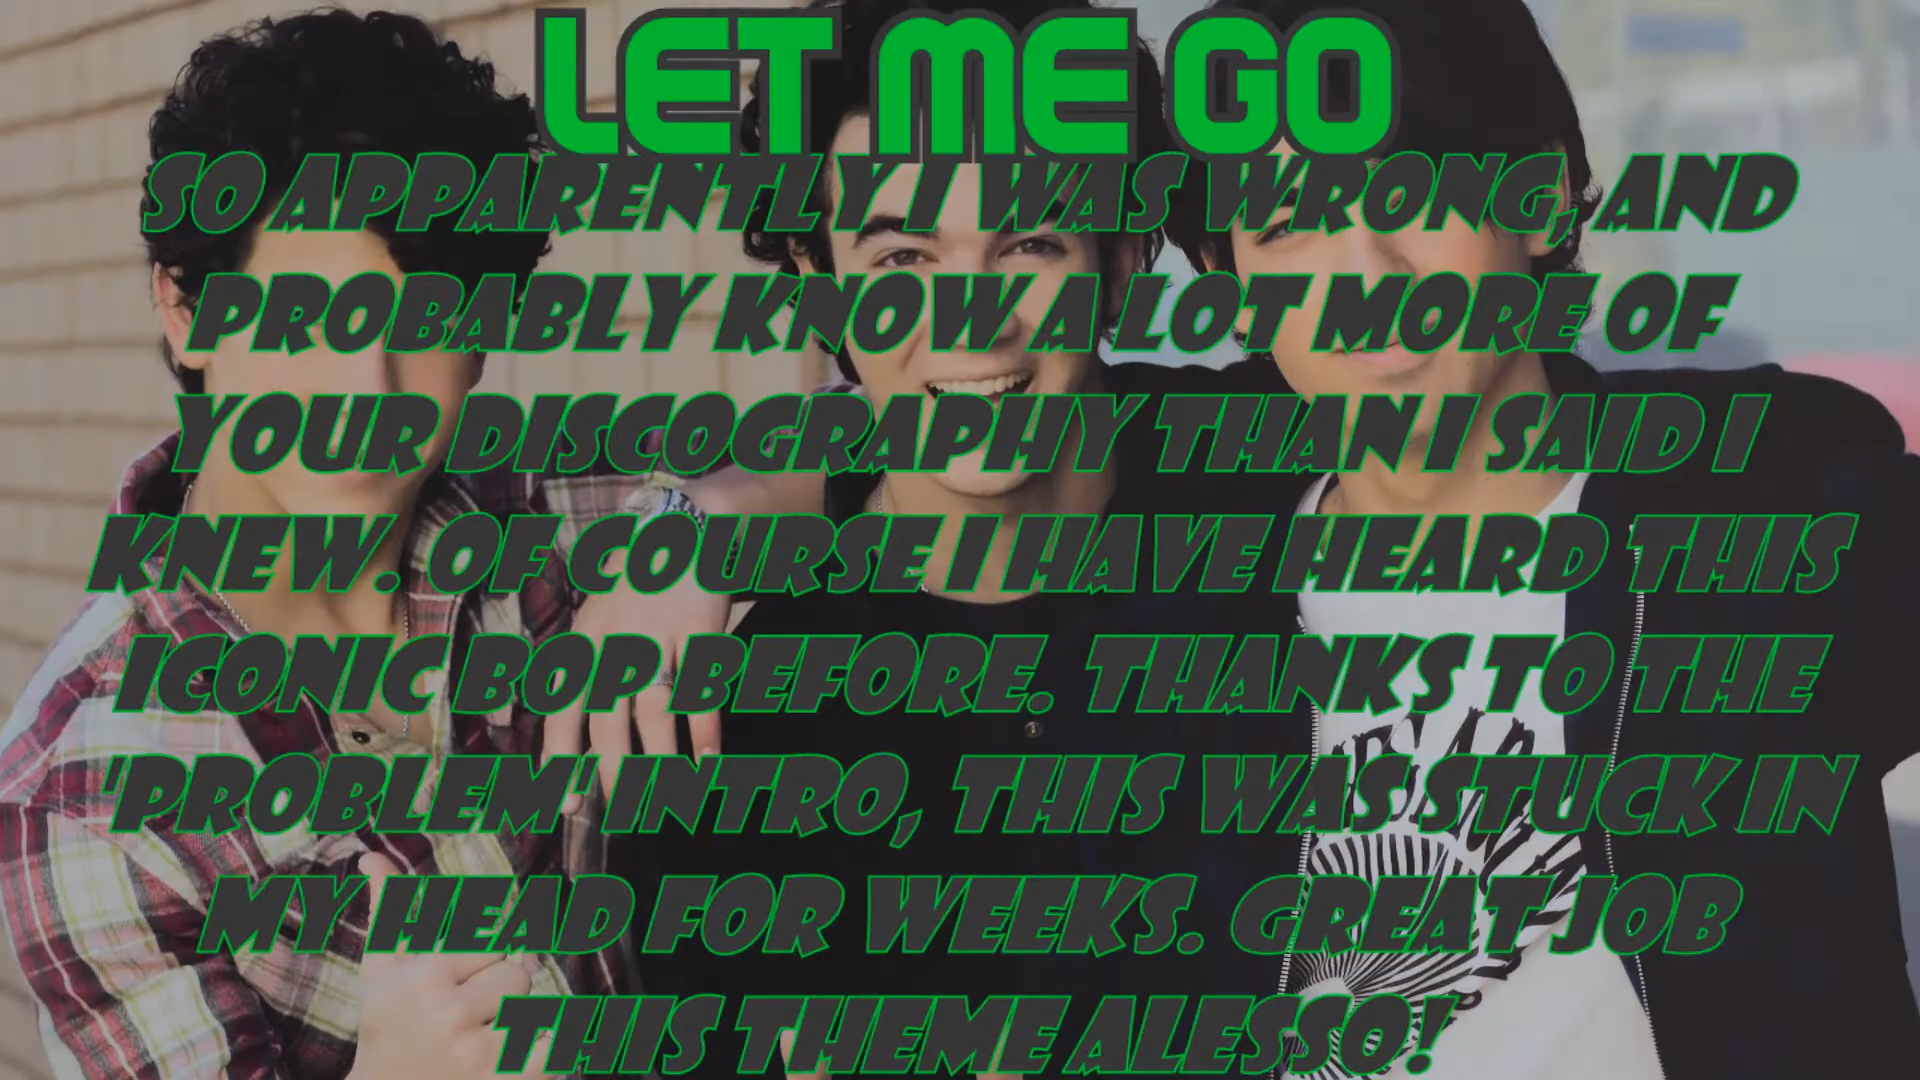 LET ME GO
SO APPARENTLY I WAS WRONG, AND
PROBABLY KNOW A LOT MORE OF
YOUR DISCOGRAPHY THAN I SAID I
KNEW. OF COURSE I HAVE HEARD THIS
ICONIC BOP BEFORE. THANKS TO THE
'PROBLEM' INTRO, THIS WAS STUCK IN
MY HEAD FOR WEEKS. GREAT JOB
THIS THEME ALESSO!